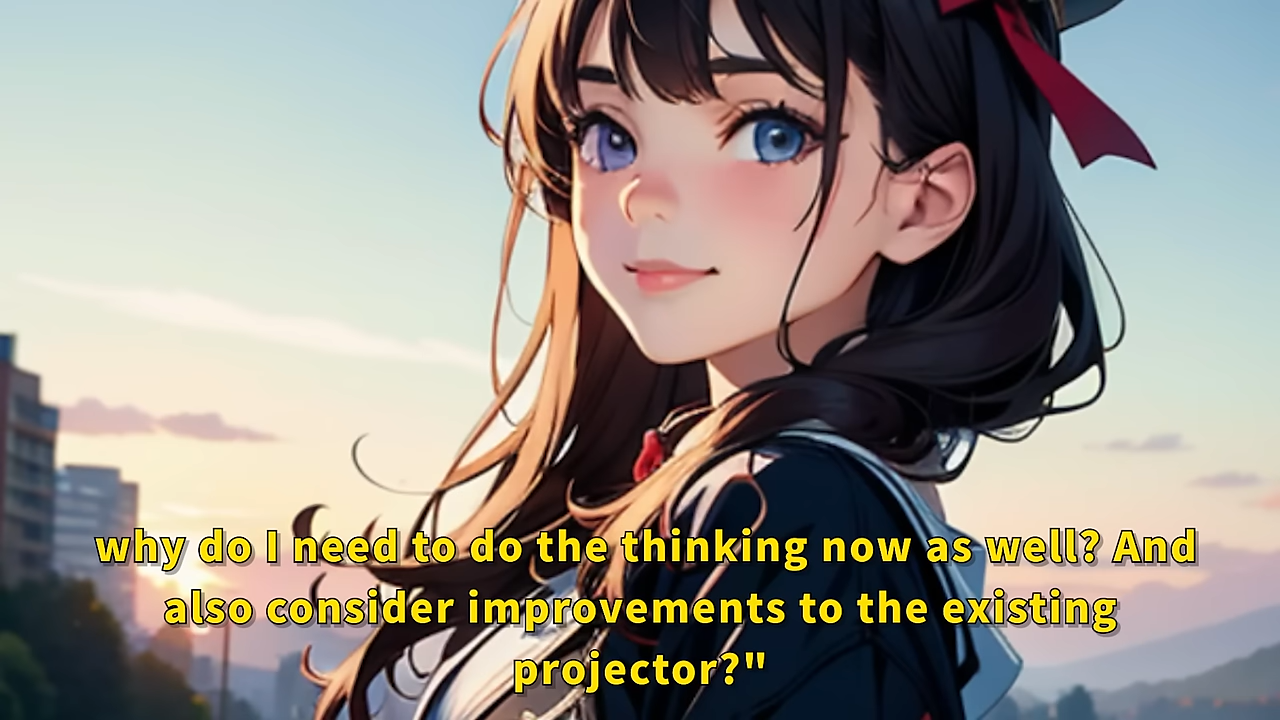 why do I need to do the thinking now as well? And
also consider improvements to the existing
projector?"